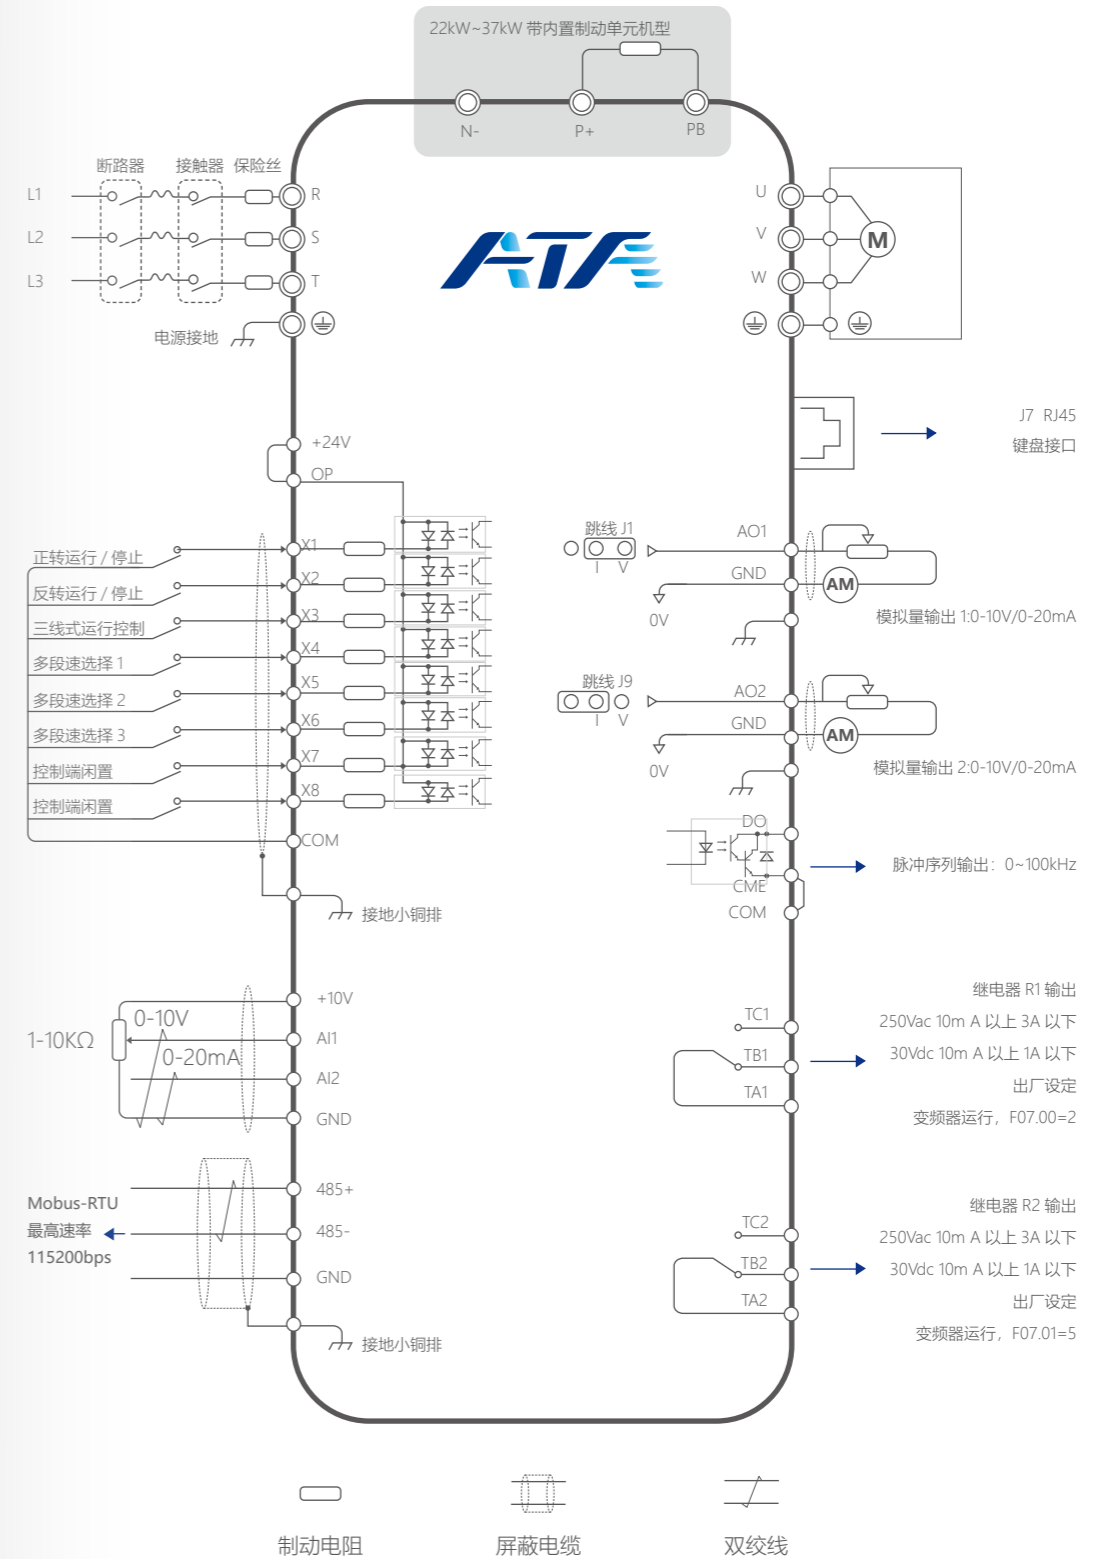 22kW~37kW 带内置制动单元机型
N-
P+
PB
断路器
接触器
保险丝
L1
R
L2
S
L3
T
电源接地
ATA
U
V
W
M
J7 RJ45
键盘接口
+24V
OP
正转运行 / 停止
X1
反转运行 / 停止
X2
三线式运行控制
X3
多段速选择 1
X4
多段速选择 2
X5
多段速选择 3
X6
控制端闲置
X7
控制端闲置
X8
COM
接地小铜排
跳线 J1
I V
AO1
GND
0V
AM
模拟量输出 1:0-10V/0-20mA
跳线 J9
I V
AO2
GND
0V
AM
模拟量输出 2:0-10V/0-20mA
DO
CME
COM
脉冲序列输出：0~100kHz
+10V
0-10V
1-10KΩ
AI1
0-20mA
AI2
GND
TC1
TB1
TA1
继电器 R1 输出
250Vac 10m A 以上 3A 以下
30Vdc 10m A 以上 1A 以下
出厂设定
变频器运行，F07.00=2
485+
Mobus-RTU
最高速率
115200bps
485-
GND
接地小铜排
TC2
TB2
TA2
继电器 R2 输出
250Vac 10m A 以上 3A 以下
30Vdc 10m A 以上 1A 以下
出厂设定
变频器运行，F07.01=5
制动电阻
屏蔽电缆
双绞线